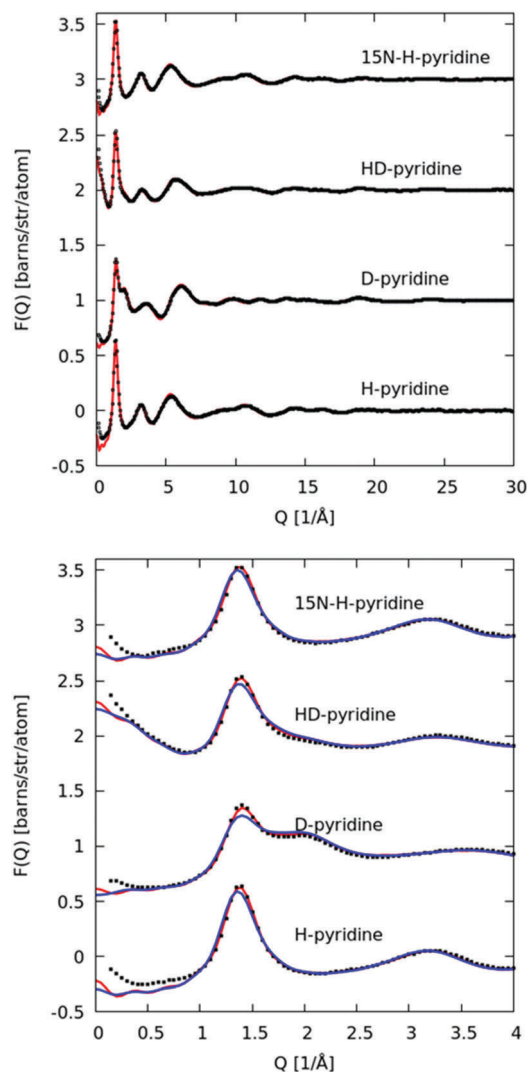 3.5
3
2.5
2
1.5
1
0.5
0
-0.5
F(Q) [barns/str/atom]
15N-H-pyridine
HD-pyridine
D-pyridine
H-pyridine
0 5 10 15 20 25 30
Q [1/Å]
3.5
3
2.5
2
1.5
1
0.5
0
-0.5
F(Q) [barns/str/atom]
15N-H-pyridine
HD-pyridine
D-pyridine
H-pyridine
0 0.5 1 1.5 2 2.5 3 3.5 4
Q [1/Å]